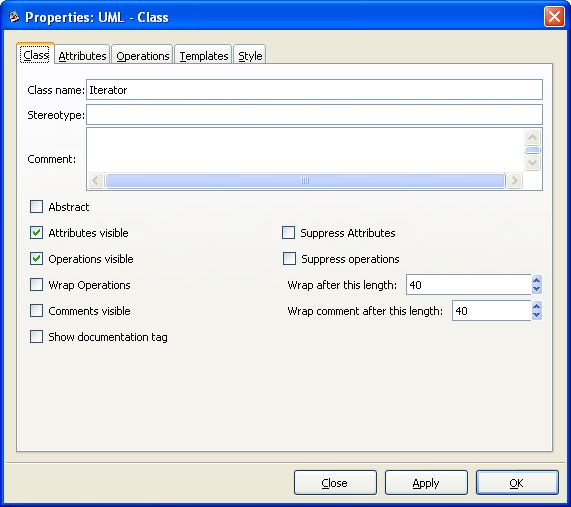 Properties: UML - Class
Class Attributes Operations Templates Style
Class name: Iterator
Stereotype:
Comment:
Abstract
Attributes visible Suppress Attributes
Operations visible Suppress operations
Wrap Operations Wrap after this length: 40
Comments visible Wrap comment after this length: 40
Show documentation tag
Close Apply OK